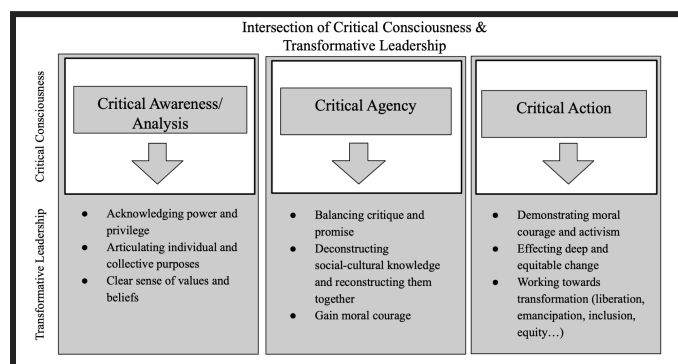 Intersection of Critical Consciousness &
Transformative Leadership
Critical Consciousness
Critical Awareness/
Analysis
Critical Agency
Critical Action
Transformative Leadership
● Acknowledging power and
privilege
● Articulating individual and
collective purposes
● Clear sense of values and
beliefs
● Balancing critique and
promise
● Deconstructing
social-cultural knowledge
and reconstructing them
together
● Gain moral courage
● Demonstrating moral
courage and activism
● Effecting deep and
equitable change
● Working towards
transformation (liberation,
emancipation, inclusion,
equity…)